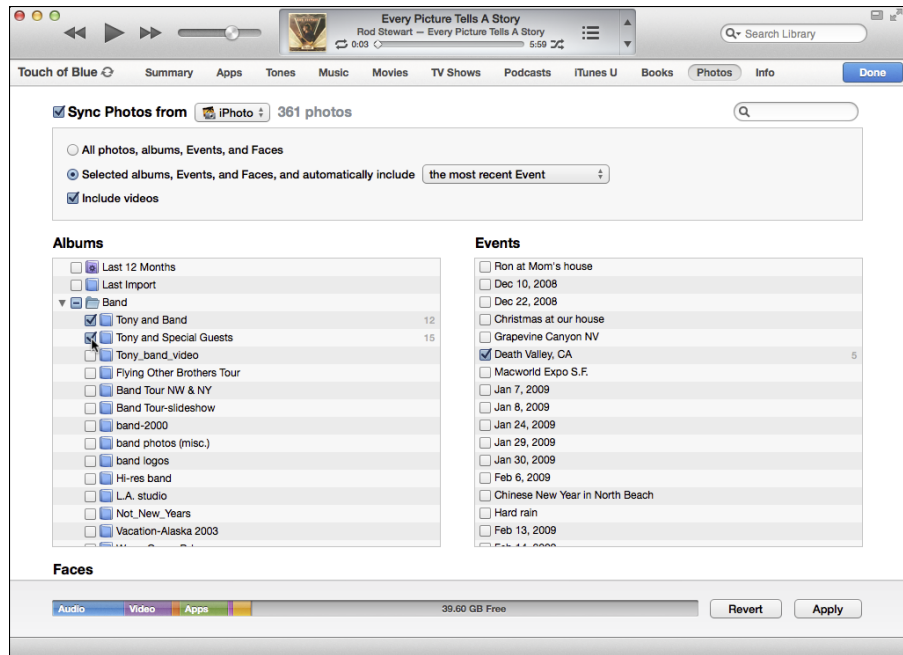 Every Picture Tells A Story
Rod Stewart — Every Picture Tells A Story
0:03
5:59
Search Library
Touch of Blue
Summary
Apps
Tones
Music
Movies
TV Shows
Podcasts
iTunes U
Books
Photos
Info
Done
Sync Photos from
iPhoto
361 photos
All photos, albums, Events, and Faces
Selected albums, Events, and Faces, and automatically include
the most recent Event
Include videos
Albums
Last 12 Months
Last Import
Band
Tony and Band 12
Tony and Special Guests 15
Tony_band_video
Flying Other Brothers Tour
Band Tour NW & NY
Band Tour-slideshow
band-2000
band photos (misc.)
band logos
Hi-res band
L.A. studio
Not_New_Years
Vacation-Alaska 2003
Events
Ron at Mom's house
Dec 10, 2008
Dec 22, 2008
Christmas at our house
Grapevine Canyon NV
Death Valley, CA 5
Macworld Expo S.F.
Jan 7, 2009
Jan 8, 2009
Jan 24, 2009
Jan 29, 2009
Jan 30, 2009
Feb 6, 2009
Chinese New Year in North Beach
Hard rain
Feb 13, 2009
Faces
Audio
Video
Apps
39.60 GB Free
Revert
Apply